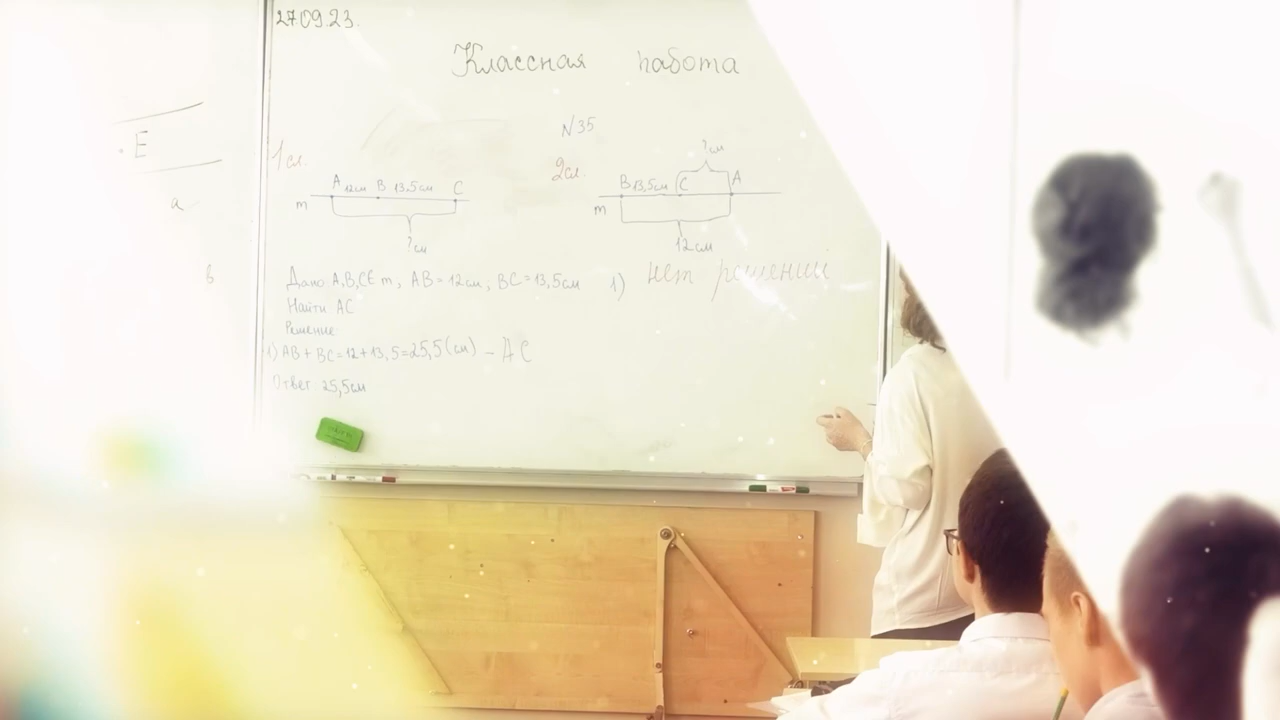 27.09.23.
Классная работа
N35
E
a
в
1сл.
A 12см B 13,5см C
m
?см
2сл.
?см
B 13,5см C A
m
12см
Дано A,B,C∈ m, AB = 12см, BC = 13,5см
Найти AC
Решение:
1) AB + BC = 12 + 13,5 = 25,5(см) – AC
Ответ: 25,5см
1) нет решений